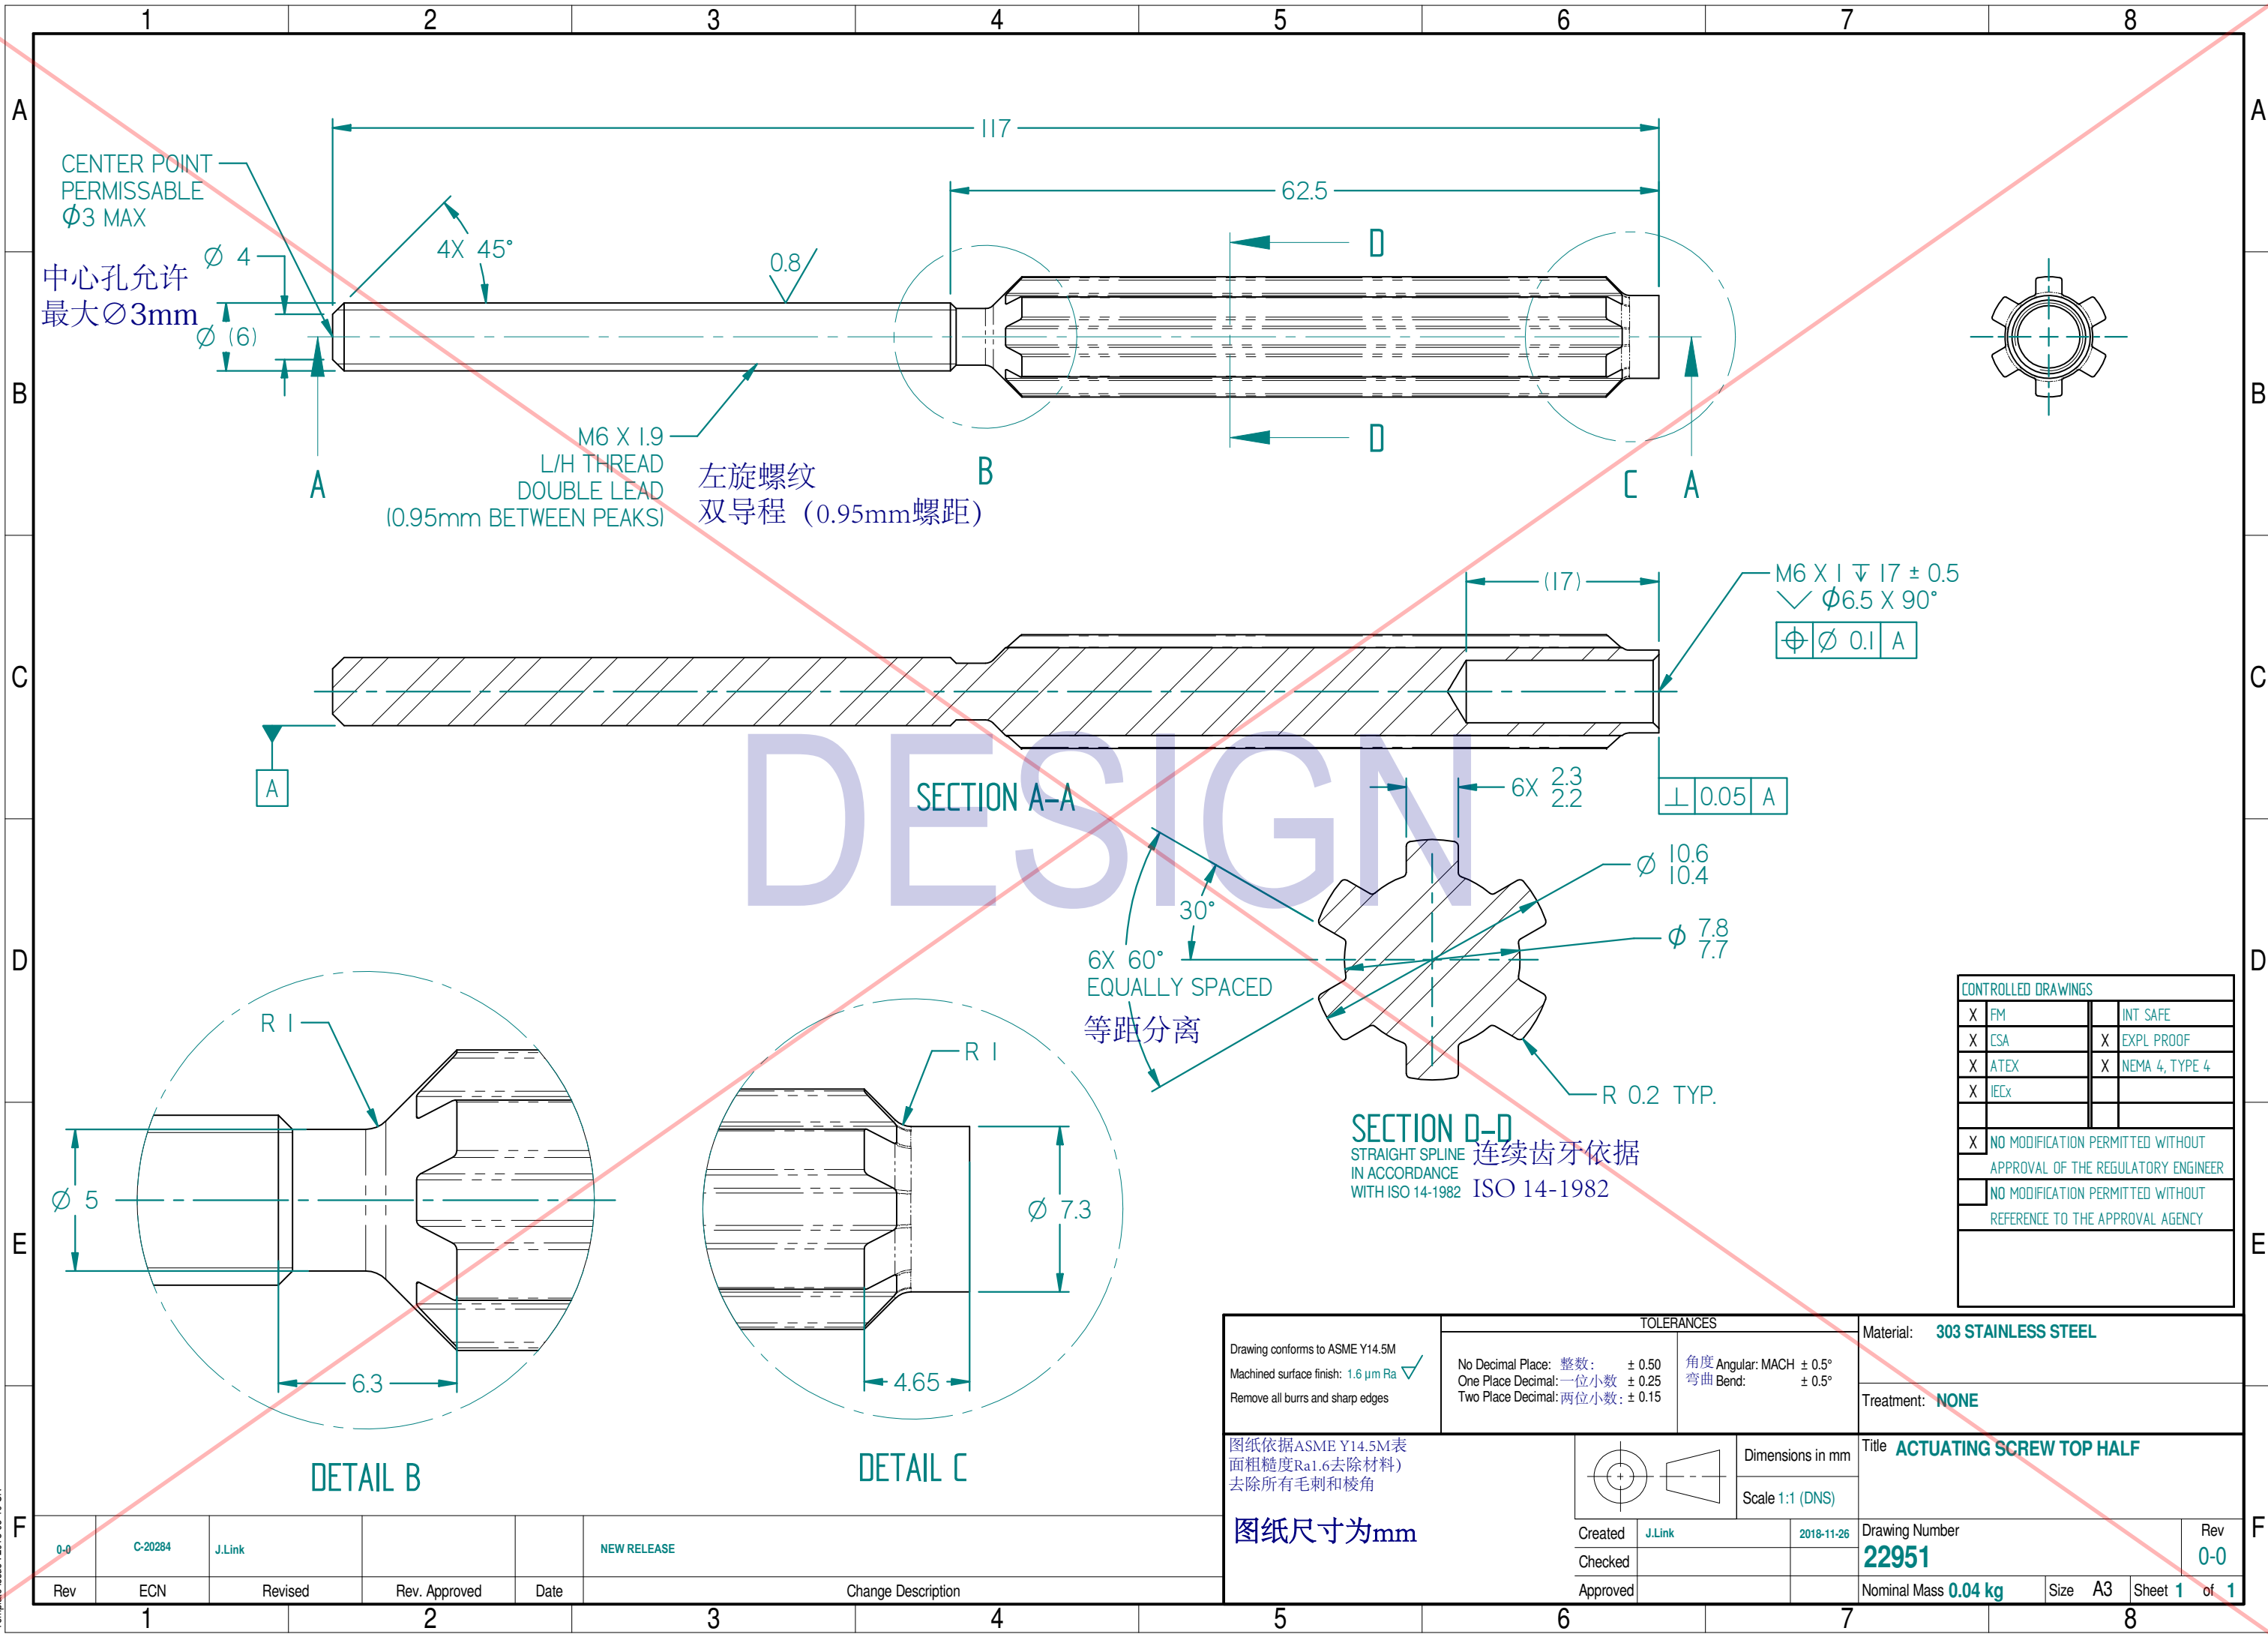 1 2 3 4 5 6 7 8
A
A
117
CENTER POINT
PERMISSABLE
Ø3 MAX
62.5
D
4X 45°
Ø 4
0.8
中心孔允许
最大∅3mm
Ø (6)
B
B
M6 X 1.9
L/H THREAD
DOUBLE LEAD
(0.95mm BETWEEN PEAKS)
左旋螺纹
双导程（0.95mm螺距）
D
A
B
C
A
(17)
M6 X 1 ↧ 17 ± 0.5
⌵ Ø6.5 X 90°
⌖ Ø 0.1 A
C
C
A
SECTION A-A
DESIGN
6X 2.3
2.2
⊥ 0.05 A
Ø 10.6
10.4
30°
Ø 7.8
7.7
D
D
6X 60°
EQUALLY SPACED
等距分离
R 0.2 TYP.
SECTION D-D
STRAIGHT SPLINE
IN ACCORDANCE
WITH ISO 14-1982
连续齿牙依据
ISO 14-1982
CONTROLLED DRAWINGS
X FM INT SAFE
X CSA X EXPL PROOF
X ATEX X NEMA 4, TYPE 4
X IECx
X NO MODIFICATION PERMITTED WITHOUT
APPROVAL OF THE REGULATORY ENGINEER
NO MODIFICATION PERMITTED WITHOUT
REFERENCE TO THE APPROVAL AGENCY
R 1
Ø 5
6.3
DETAIL B
R 1
Ø 7.3
4.65
DETAIL C
E
E
Drawing conforms to ASME Y14.5M
Machined surface finish: 1.6 µm Ra
Remove all burrs and sharp edges
TOLERANCES
No Decimal Place: 整数: ± 0.50
One Place Decimal: 一位小数 ± 0.25
Two Place Decimal: 两位小数: ± 0.15
角度 Angular: MACH ± 0.5°
弯曲 Bend: ± 0.5°
Material: 303 STAINLESS STEEL
Treatment: NONE
图纸依据ASME Y14.5M表
面粗糙度Ra1.6去除材料)
去除所有毛刺和棱角
图纸尺寸为mm
Dimensions in mm
Scale 1:1 (DNS)
Title ACTUATING SCREW TOP HALF
Created J.Link 2018-11-26
Checked
Approved
Drawing Number
22951
Rev
0-0
Nominal Mass 0.04 kg Size A3 Sheet 1 of 1
F
F
0-0 C-20284 J.Link NEW RELEASE
Rev ECN Revised Rev. Approved Date Change Description
1 2 3 4 5 6 7 8